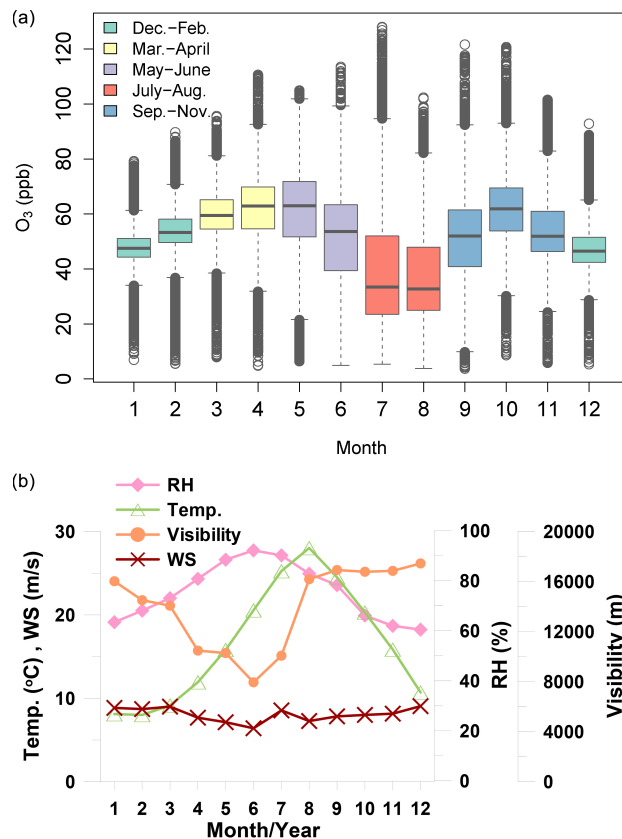 (a)
Dec.−Feb.
Mar.−April
May−June
July−Aug.
Sep.−Nov.
O3 (ppb)
120
100
80
60
40
20
0
1 2 3 4 5 6 7 8 9 10 11 12
Month
(b)
RH
Temp.
Visibility
WS
Temp. (°C) , WS (m/s)
30
20
10
0
RH (%)
100
80
60
40
20
0
Visibility (m)
20000
16000
12000
8000
4000
0
1 2 3 4 5 6 7 8 9 10 11 12
Month/Year